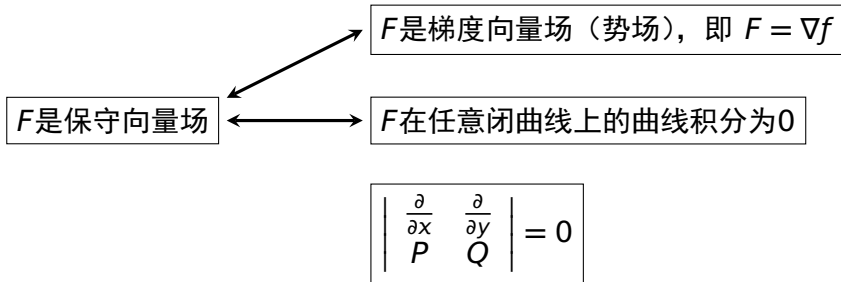 F是梯度向量场（势场），即 F = ∇f
F是保守向量场
F在任意闭曲线上的曲线积分为0
| ∂/∂x ∂/∂y |
| P Q | = 0